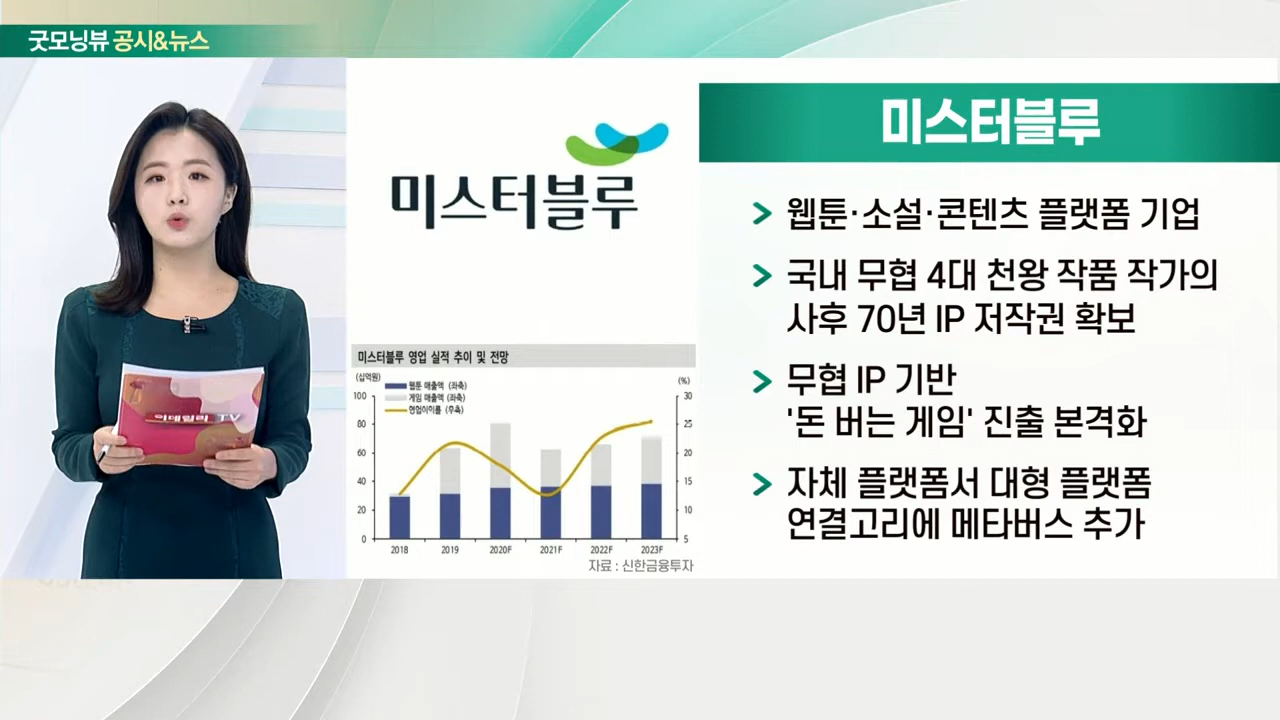 굿모닝뷰 공시&뉴스
미스터블루
미스터블루
> 웹툰·소설·콘텐츠 플랫폼 기업
> 국내 무협 4대 천왕 작품 작가의
사후 70년 IP 저작권 확보
> 무협 IP 기반
'돈 버는 게임' 진출 본격화
> 자체 플랫폼서 대형 플랫폼
연결고리에 메타버스 추가
이데일리 TV
미스터블루 영업 실적 추이 및 전망
(십억원)
(%)
웹툰 매출액 (좌축)
게임 매출액 (좌축)
(우축)
100
80
60
40
20
0
30
25
20
15
10
5
2018 2019 2020F 2021F 2022F 2023F
자료 : 신한금융투자